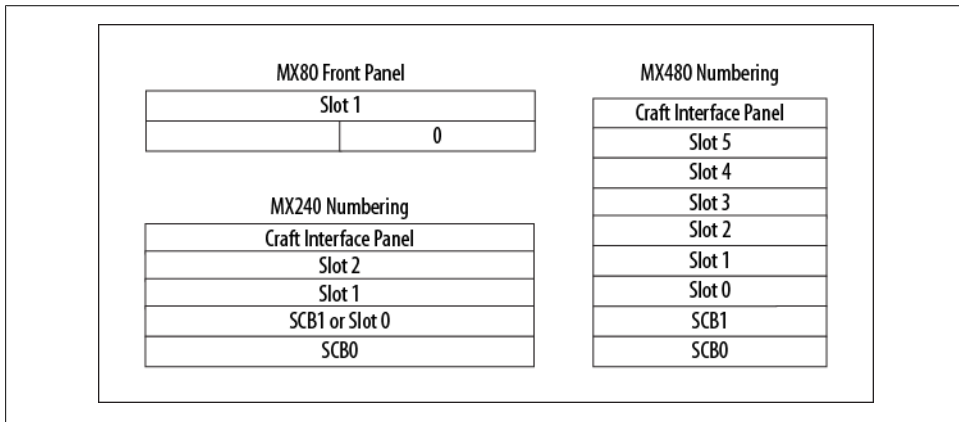 MX80 Front Panel
Slot 1
0
MX240 Numbering
Craft Interface Panel
Slot 2
Slot 1
SCB1 or Slot 0
SCB0
MX480 Numbering
Craft Interface Panel
Slot 5
Slot 4
Slot 3
Slot 2
Slot 1
Slot 0
SCB1
SCB0